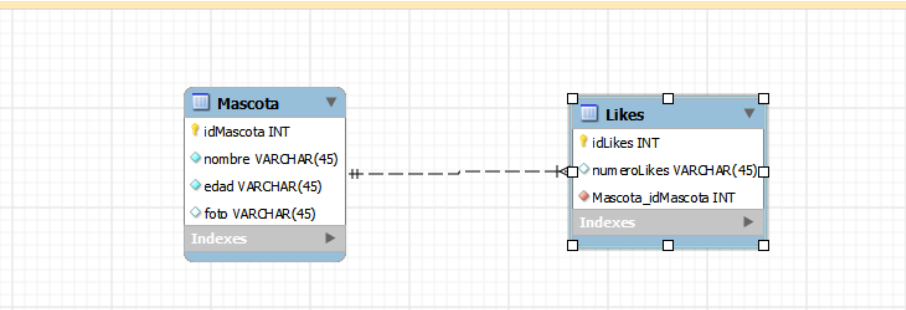 Mascota
idMascota INT
nombre VARCHAR(45)
edad VARCHAR(45)
foto VARCHAR(45)
Indexes
Likes
idLikes INT
numeroLikes VARCHAR(45)
Mascota_idMascota INT
Indexes